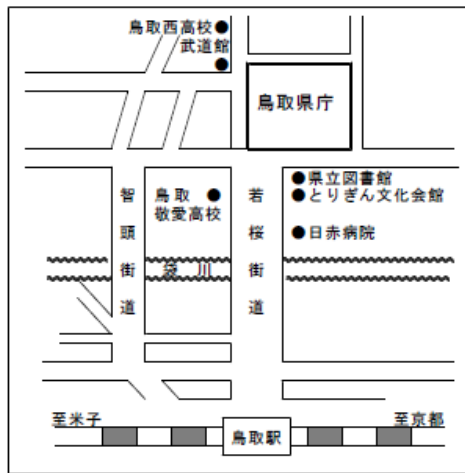 鳥取西高校●
武道館
●
鳥取県庁
●県立図書館
●とりぎん文化会館
鳥取 ●
敬愛高校
●日赤病院
智頭街道
若桜街道
袋川
至米子
至京都
鳥取駅